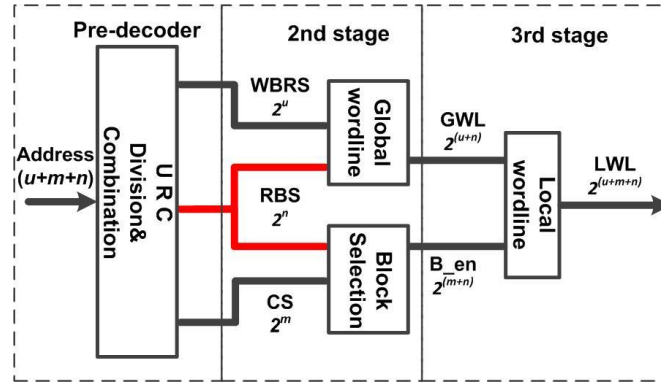 Pre-decoder
2nd stage
3rd stage
Address
(u+m+n)
U R C
Division&
Combination
WBRS
2^u
RBS
2^n
CS
2^m
Global
wordline
Block
Selection
GWL
2^(u+n)
B_en
2^(m+n)
Local
wordline
LWL
2^(u+m+n)